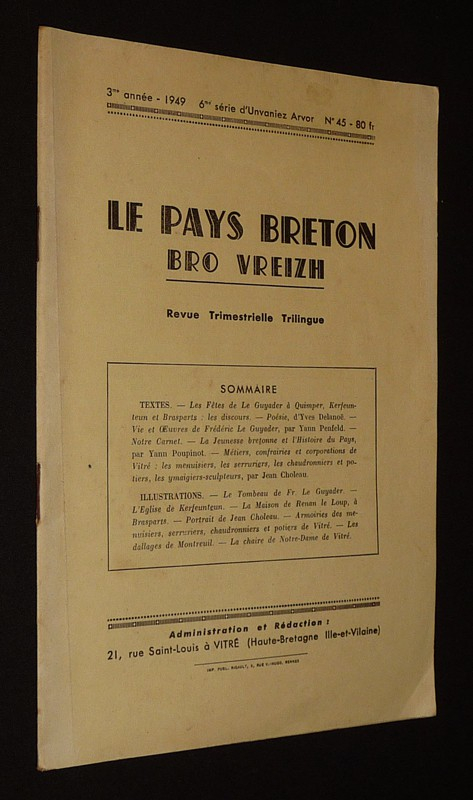 3me année - 1949 6me série d'Unvaniez Arvor N° 45 - 80 fr
LE PAYS BRETON
BRO VREIZH
Revue Trimestrielle Trilingue
SOMMAIRE
TEXTES. — Les Fêtes de Le Guyader à Quimper, Kerfeun-
teun et Brasparts : les discours. — Poésie, d'Yves Delanoë. —
Vie et Œuvres de Frédéric Le Guyader, par Yann Penfeld. —
Notre Carnet. — La Jeunesse bretonne et l'Histoire du Pays,
par Yann Poupinot. — Métiers, confrairies et corporations de
Vitré : les menuisiers, les serruriers, les chaudronniers et po-
tiers, les ymaigiers-sculpteurs, par Jean Choleau.
ILLUSTRATIONS. — Le Tombeau de Fr. Le Guyader. —
L'Eglise de Kerfeunteun. — La Maison de Renan le Loup, à
Brasparts. — Portrait de Jean Choleau. — Armoiries des me-
nuisiers, serruriers, chaudronniers et potiers de Vitré. — Les
dallages de Montreuil. — La chaire de Notre-Dame de Vitré.
Administration et Rédaction :
21, rue Saint-Louis à VITRÉ (Haute-Bretagne Ille-et-Vilaine)